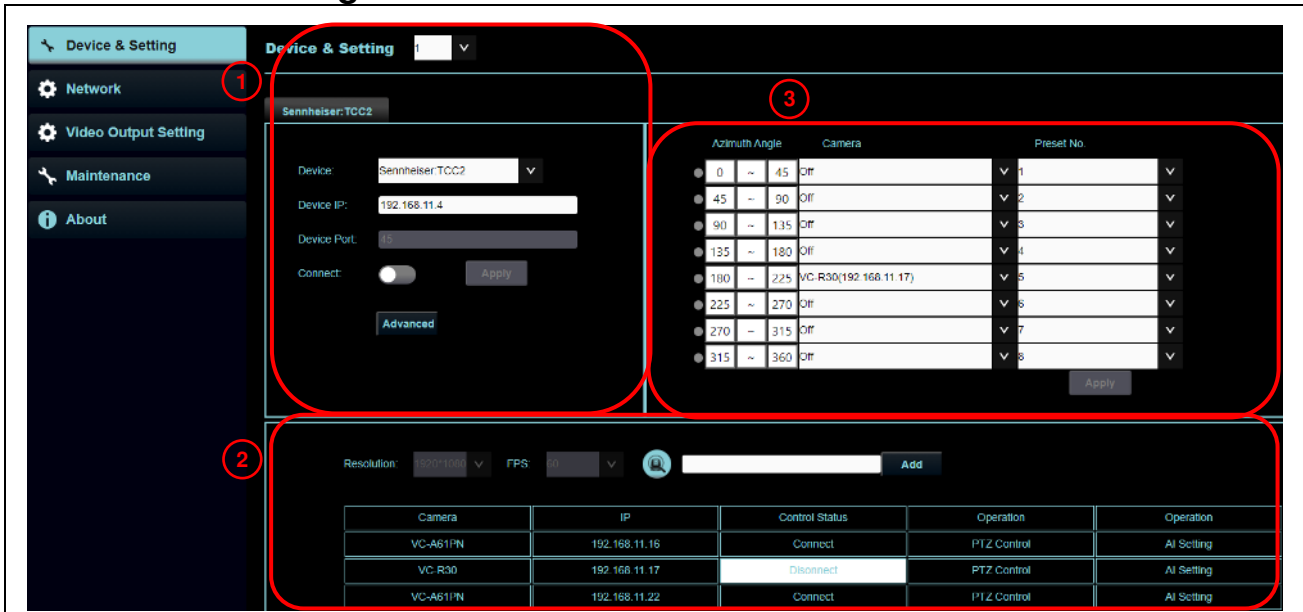 Device & Setting
Network
Video Output Setting
Maintenance
About
Device & Setting 1
1
Sennheiser:TCC2
Device: Sennheiser:TCC2
Device IP: 192.168.11.4
Device Port: 45
Connect: Apply
Advanced
3
Azimuth Angle Camera Preset No.
0 ~ 45 Off 1
45 ~ 90 Off 2
90 ~ 135 Off 3
135 ~ 180 Off 4
180 ~ 225 VC-R30(192.168.11.17) 5
225 ~ 270 Off 6
270 ~ 315 Off 7
315 ~ 360 Off 8
Apply
2
Resolution: 1920*1080 FPS: 60 Add
Camera IP Control Status Operation Operation
VC-A61PN 192.168.11.16 Connect PTZ Control AI Setting
VC-R30 192.168.11.17 Disonnect PTZ Control AI Setting
VC-A61PN 192.168.11.22 Connect PTZ Control AI Setting